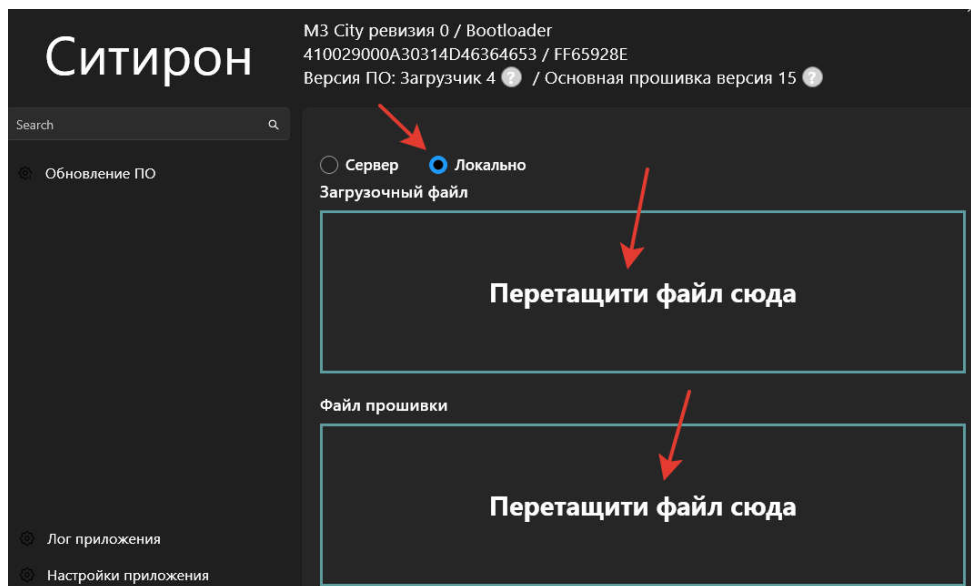 Ситирон
М3 City ревизия 0 / Bootloader
410029000A30314D46364653 / FF65928E
Версия ПО: Загрузчик 4 ? / Основная прошивка версия 15 ?
Search
Обновление ПО
Сервер Локально
Загрузочный файл
Перетащити файл сюда
Файл прошивки
Перетащити файл сюда
Лог приложения
Настройки приложения